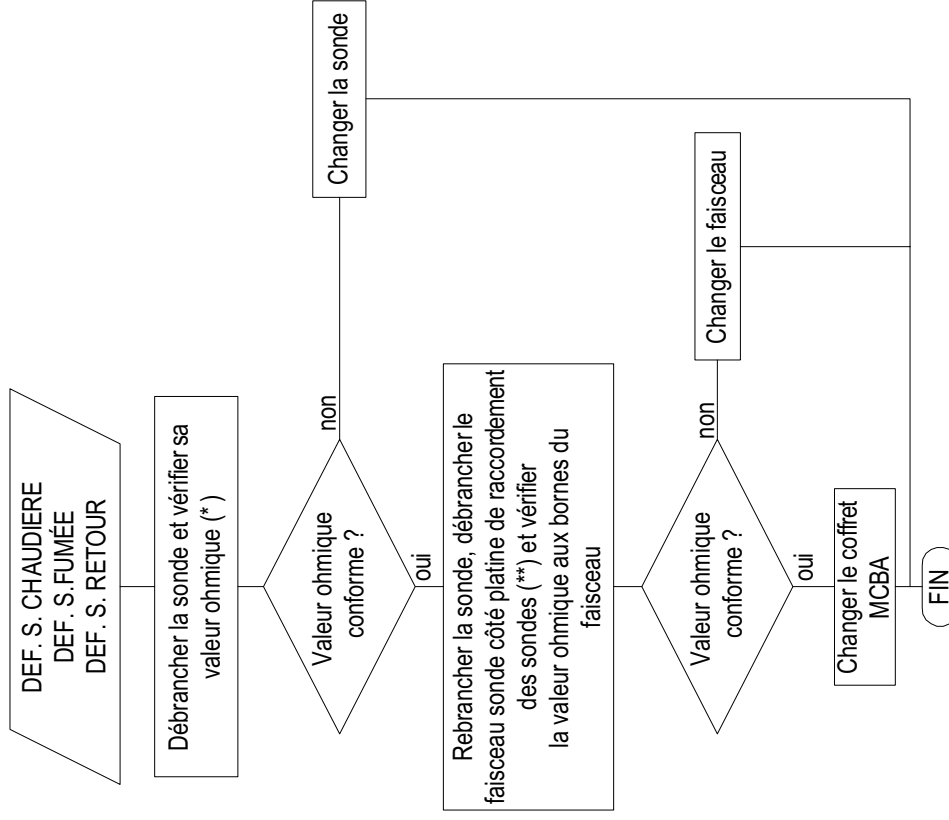 DEF. S. CHAUDIERE
DEF. S.FUMÉE
DEF. S. RETOUR
Débrancher la sonde et vérifier sa
valeur ohmique (* )
Valeur ohmique
conforme ?
non
Changer la sonde
oui
Rebrancher la sonde, débrancher le
faisceau sonde côté platine de raccordement
des sondes (**) et vérifier
la valeur ohmique aux bornes du
faisceau
Valeur ohmique
conforme ?
non
Changer le faisceau
oui
Changer le coffret
MCBA
FIN